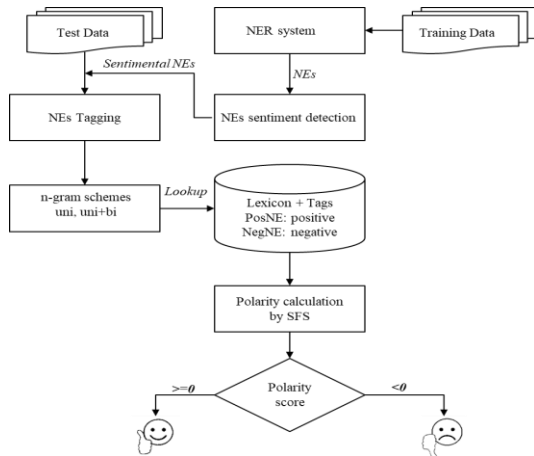 Test Data
NER system
Training Data
Sentimental NEs
NEs
NEs Tagging
NEs sentiment detection
n-gram schemes
uni, uni+bi
Lookup
Lexicon + Tags
PosNE: positive
NegNE: negative
Polarity calculation
by SFS
Polarity
score
>=0
<0